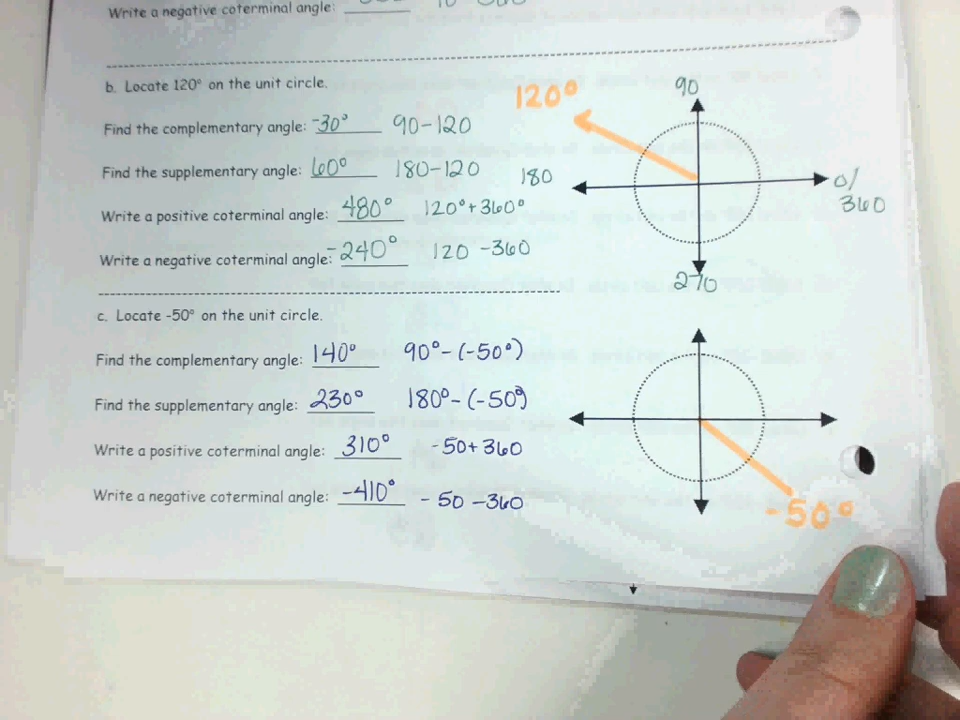 Write a negative coterminal angle:
b. Locate 120° on the unit circle.
120°
90
Find the complementary angle: -30° 90-120
Find the supplementary angle: 60° 180-120
180
0/
360
Write a positive coterminal angle: 480° 120°+360°
Write a negative coterminal angle: -240° 120 -360
270
c. Locate -50° on the unit circle.
Find the complementary angle: 140° 90°-(-50°)
Find the supplementary angle: 230° 180°-(-50°)
Write a positive coterminal angle: 310° -50+360
Write a negative coterminal angle: -410° - 50 -360
-50°